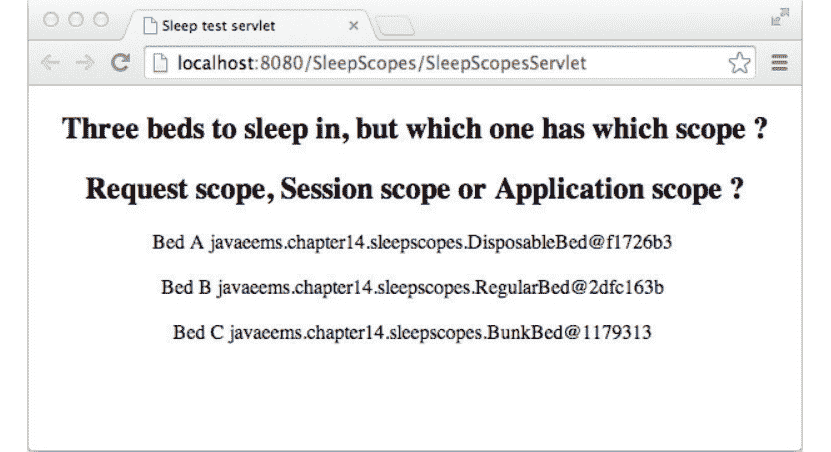 Sleep test servlet
localhost:8080/SleepScopes/SleepScopesServlet
Three beds to sleep in, but which one has which scope ?
Request scope, Session scope or Application scope ?
Bed A javaeems.chapter14.sleepscopes.DisposableBed@f1726b3
Bed B javaeems.chapter14.sleepscopes.RegularBed@2dfc163b
Bed C javaeems.chapter14.sleepscopes.BunkBed@1179313